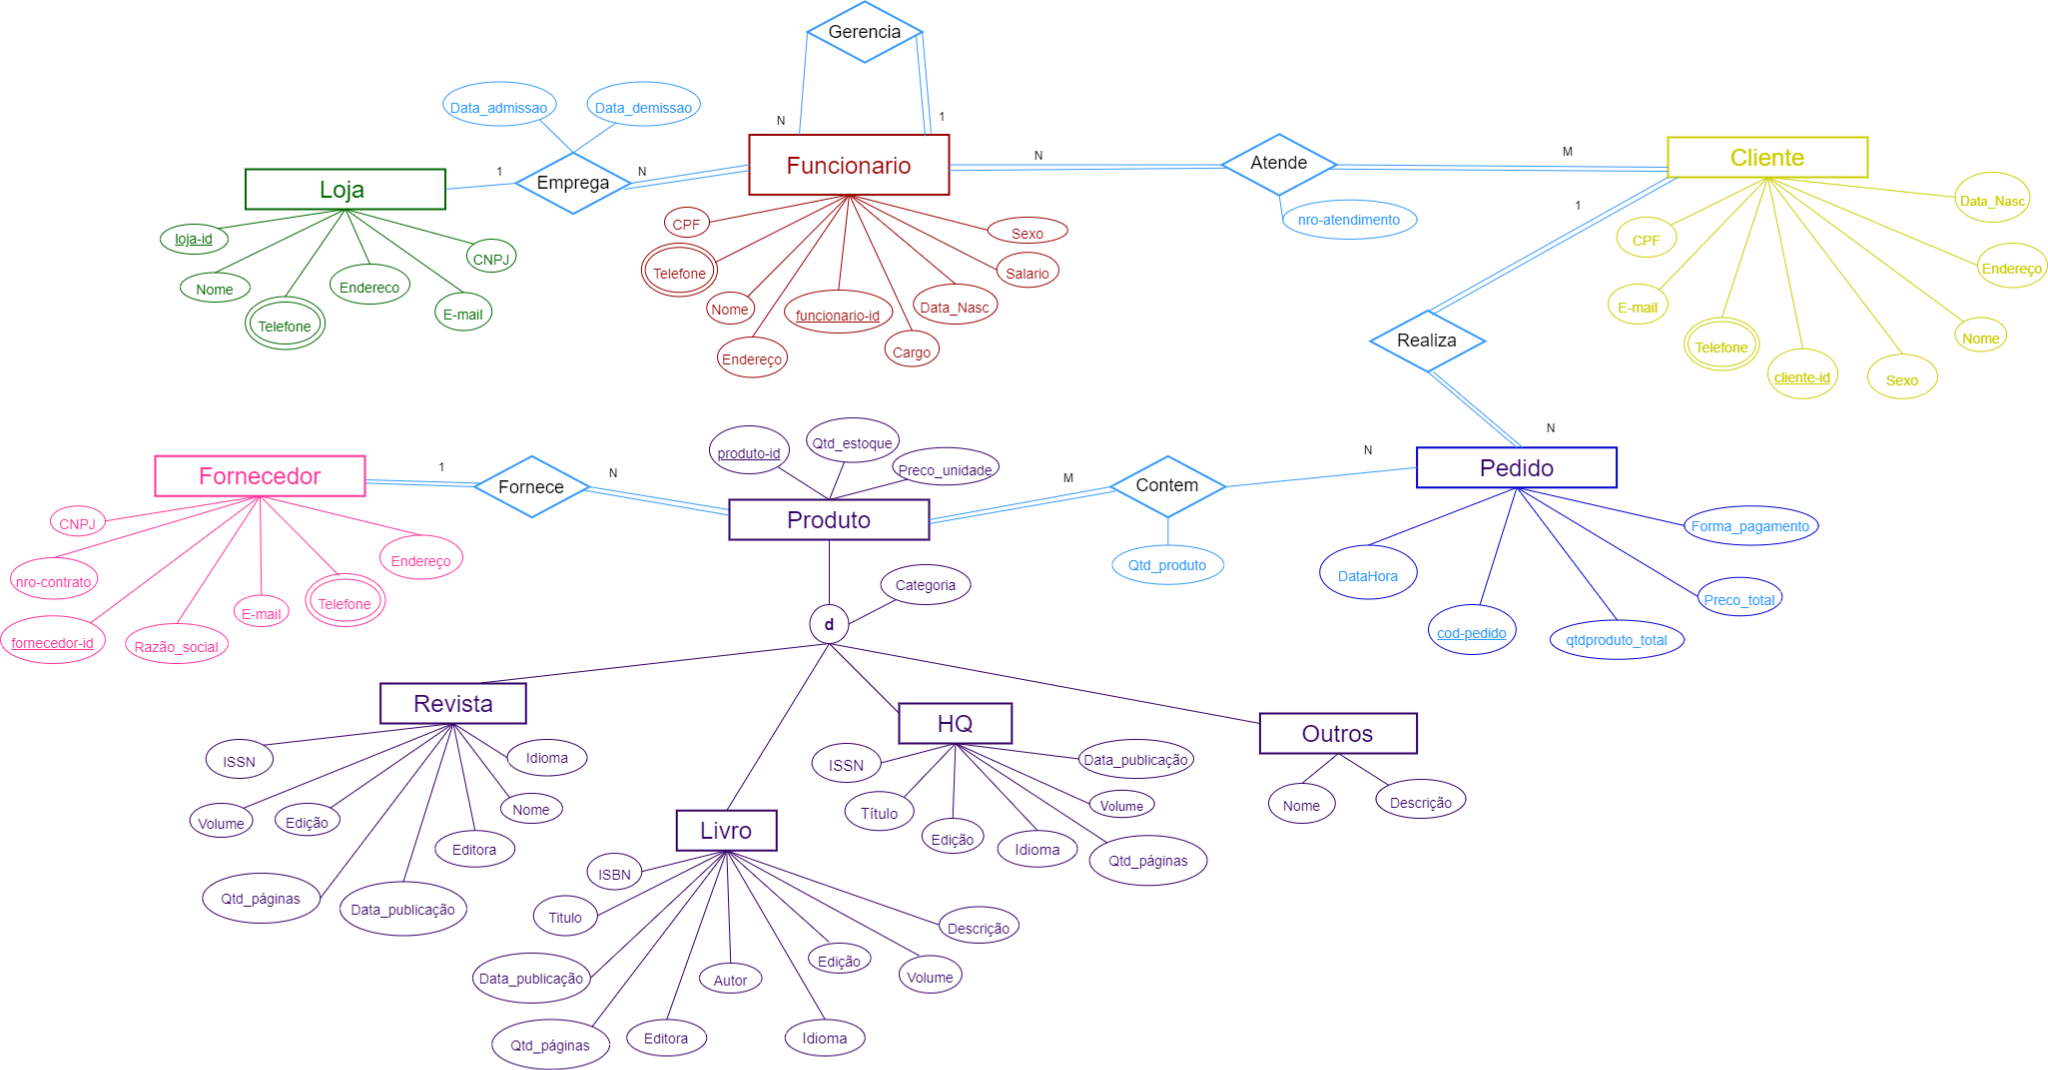 Gerencia
Data_admissao
Data_demissao
N
1
Loja
1
Emprega
N
Funcionario
N
Atende
M
Cliente
nro-atendimento
loja-id
Nome
Telefone
Endereco
E-mail
CNPJ
CPF
Telefone
Nome
Endereço
funcionario-id
Cargo
Data_Nasc
Salario
Sexo
1
CPF
E-mail
Telefone
cliente-id
Sexo
Nome
Endereço
Data_Nasc
Realiza
N
Fornecedor
1
Fornece
N
produto-id
Qtd_estoque
Preco_unidade
Produto
M
Contem
N
Pedido
Qtd_produto
CNPJ
nro-contrato
fornecedor-id
Razão_social
E-mail
Telefone
Endereço
DataHora
cod-pedido
qtdproduto_total
Preco_total
Forma_pagamento
Categoria
d
Revista
HQ
Outros
Livro
ISSN
Volume
Edição
Qtd_páginas
Data_publicação
Editora
Nome
Idioma
ISSN
Título
Edição
Idioma
Qtd_páginas
Volume
Data_publicação
Nome
Descrição
ISBN
Titulo
Data_publicação
Qtd_páginas
Editora
Autor
Idioma
Edição
Volume
Descrição